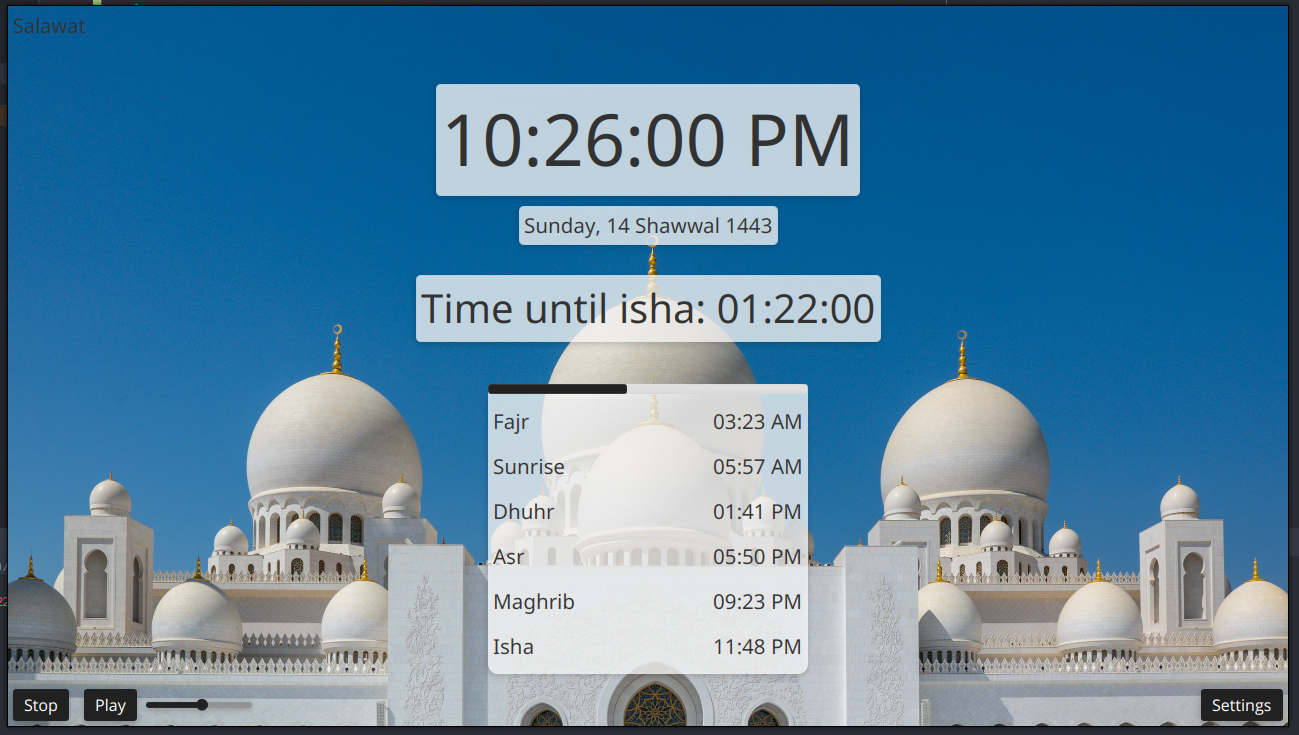 Salawat
10:26:00 PM
Sunday, 14 Shawwal 1443
Time until isha: 01:22:00
Fajr 03:23 AM
Sunrise 05:57 AM
Dhuhr 01:41 PM
Asr 05:50 PM
Maghrib 09:23 PM
Isha 11:48 PM
Stop Play Settings